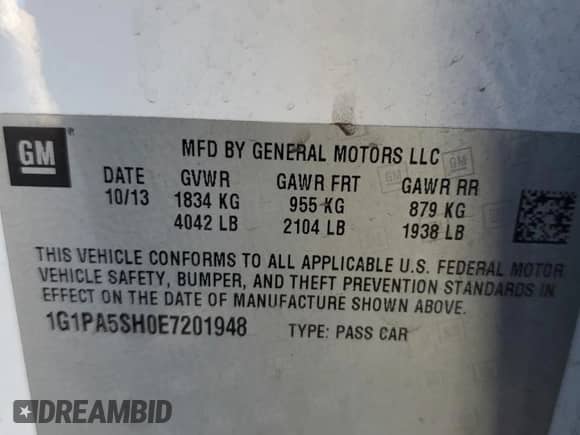 GM ®
MFD BY GENERAL MOTORS LLC
DATE GVWR GAWR FRT GAWR RR
10/13 1834 KG 955 KG 879 KG
4042 LB 2104 LB 1938 LB
THIS VEHICLE CONFORMS TO ALL APPLICABLE U.S. FEDERAL MOTOR
VEHICLE SAFETY, BUMPER, AND THEFT PREVENTION STANDARDS IN
EFFECT ON THE DATE OF MANUFACTURE SHOWN ABOVE.
1G1PA5SH0E7201948 TYPE: PASS CAR
#DREAMBID